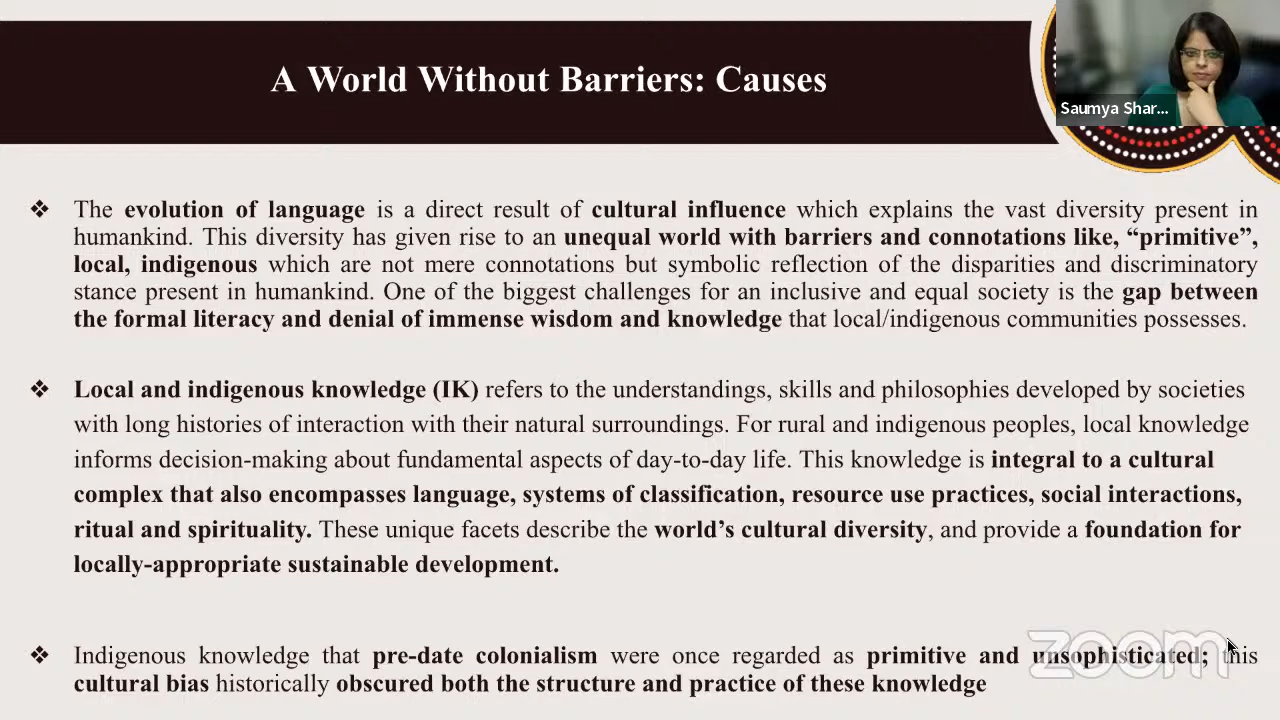 A World Without Barriers: Causes
Saumya Shar...
❖ The evolution of language is a direct result of cultural influence which explains the vast diversity present in
humankind. This diversity has given rise to an unequal world with barriers and connotations like, “primitive”,
local, indigenous which are not mere connotations but symbolic reflection of the disparities and discriminatory
stance present in humankind. One of the biggest challenges for an inclusive and equal society is the gap between
the formal literacy and denial of immense wisdom and knowledge that local/indigenous communities possesses.
❖ Local and indigenous knowledge (IK) refers to the understandings, skills and philosophies developed by societies
with long histories of interaction with their natural surroundings. For rural and indigenous peoples, local knowledge
informs decision-making about fundamental aspects of day-to-day life. This knowledge is integral to a cultural
complex that also encompasses language, systems of classification, resource use practices, social interactions,
ritual and spirituality. These unique facets describe the world’s cultural diversity, and provide a foundation for
locally-appropriate sustainable development.
❖ Indigenous knowledge that pre-date colonialism were once regarded as primitive and unsophisticated; this
cultural bias historically obscured both the structure and practice of these knowledge
zoom